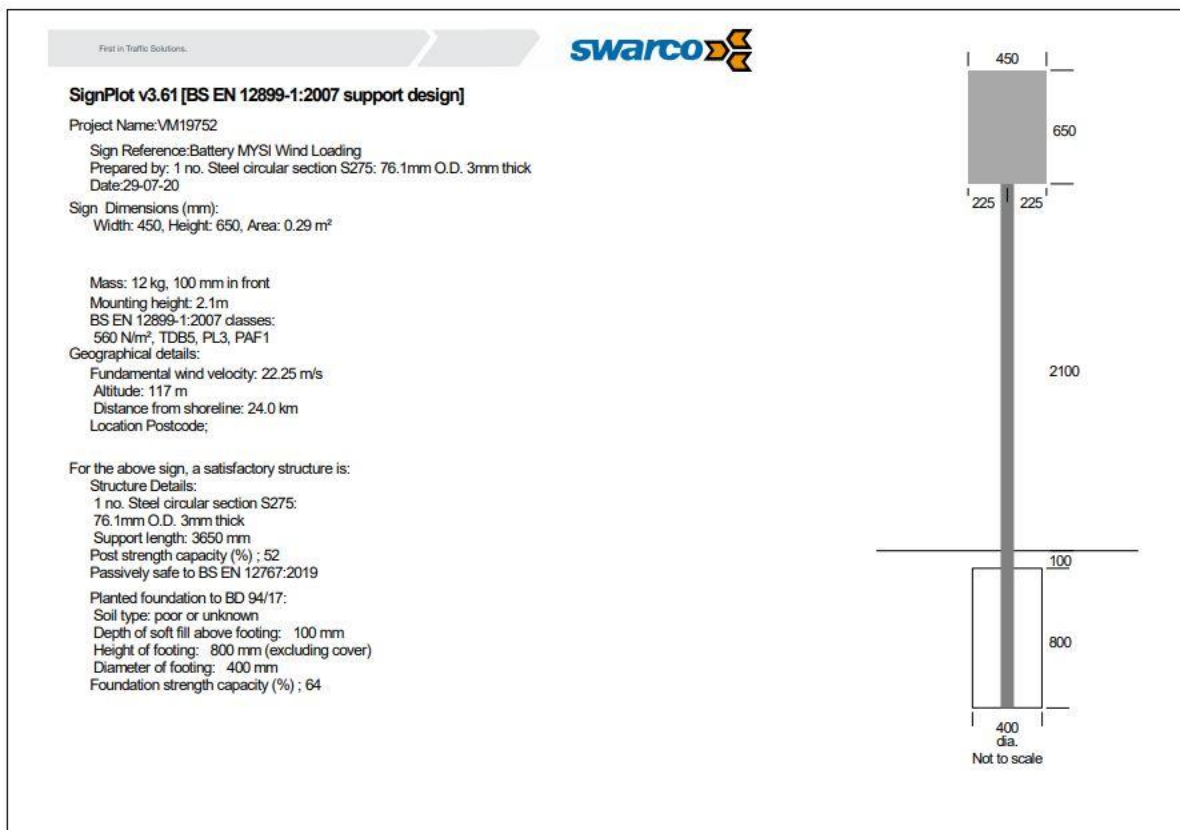 First in Traffic Solutions.
swarco
SignPlot v3.61 [BS EN 12899-1:2007 support design]
Project Name:VM19752
Sign Reference:Battery MYSI Wind Loading
Prepared by: 1 no. Steel circular section S275: 76.1mm O.D. 3mm thick
Date:29-07-20
Sign Dimensions (mm):
Width: 450, Height: 650, Area: 0.29 m²
Mass: 12 kg, 100 mm in front
Mounting height: 2.1m
BS EN 12899-1:2007 classes:
560 N/m², TDB5, PL3, PAF1
Geographical details:
Fundamental wind velocity: 22.25 m/s
Altitude: 117 m
Distance from shoreline: 24.0 km
Location Postcode;
For the above sign, a satisfactory structure is:
Structure Details:
1 no. Steel circular section S275:
76.1mm O.D. 3mm thick
Support length: 3650 mm
Post strength capacity (%) ; 52
Passively safe to BS EN 12767:2019
Planted foundation to BD 94/17:
Soil type: poor or unknown
Depth of soft fill above footing: 100 mm
Height of footing: 800 mm (excluding cover)
Diameter of footing: 400 mm
Foundation strength capacity (%) ; 64
450
650
225 225
2100
100
800
400
dia.
Not to scale